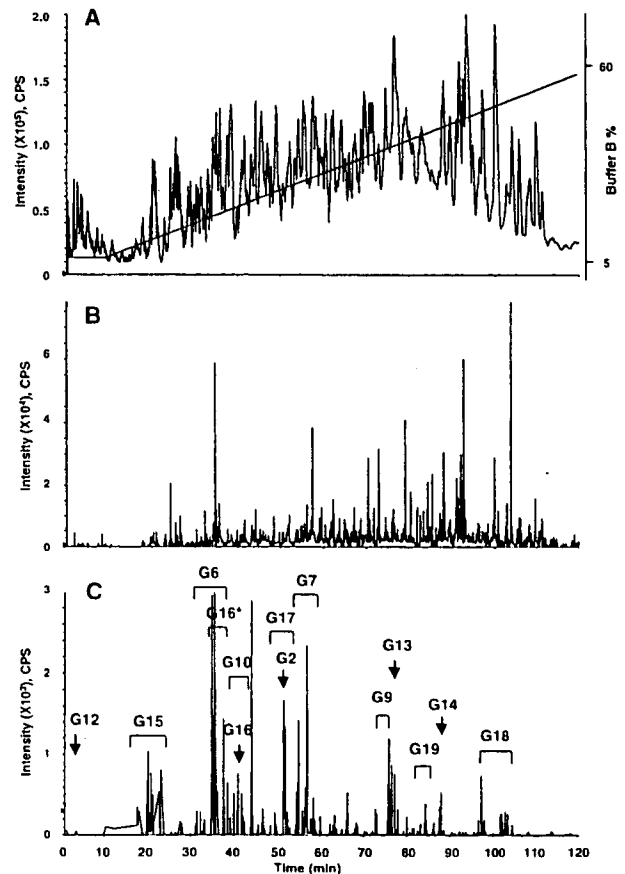 A
2.0
1.5
1.0
0.5
0
Intensity (X10⁵), CPS
60
5
Buffer B %
B
6
4
2
0
Intensity (X10⁴), CPS
C
3
2
1
0
Intensity (X10³), CPS
G6
G16*
G7
G17
G10
G2
G13
G12
G15
G16
G9
G14
G19
G18
0 10 20 30 40 50 60 70 80 90 100 110 120
Time (min)